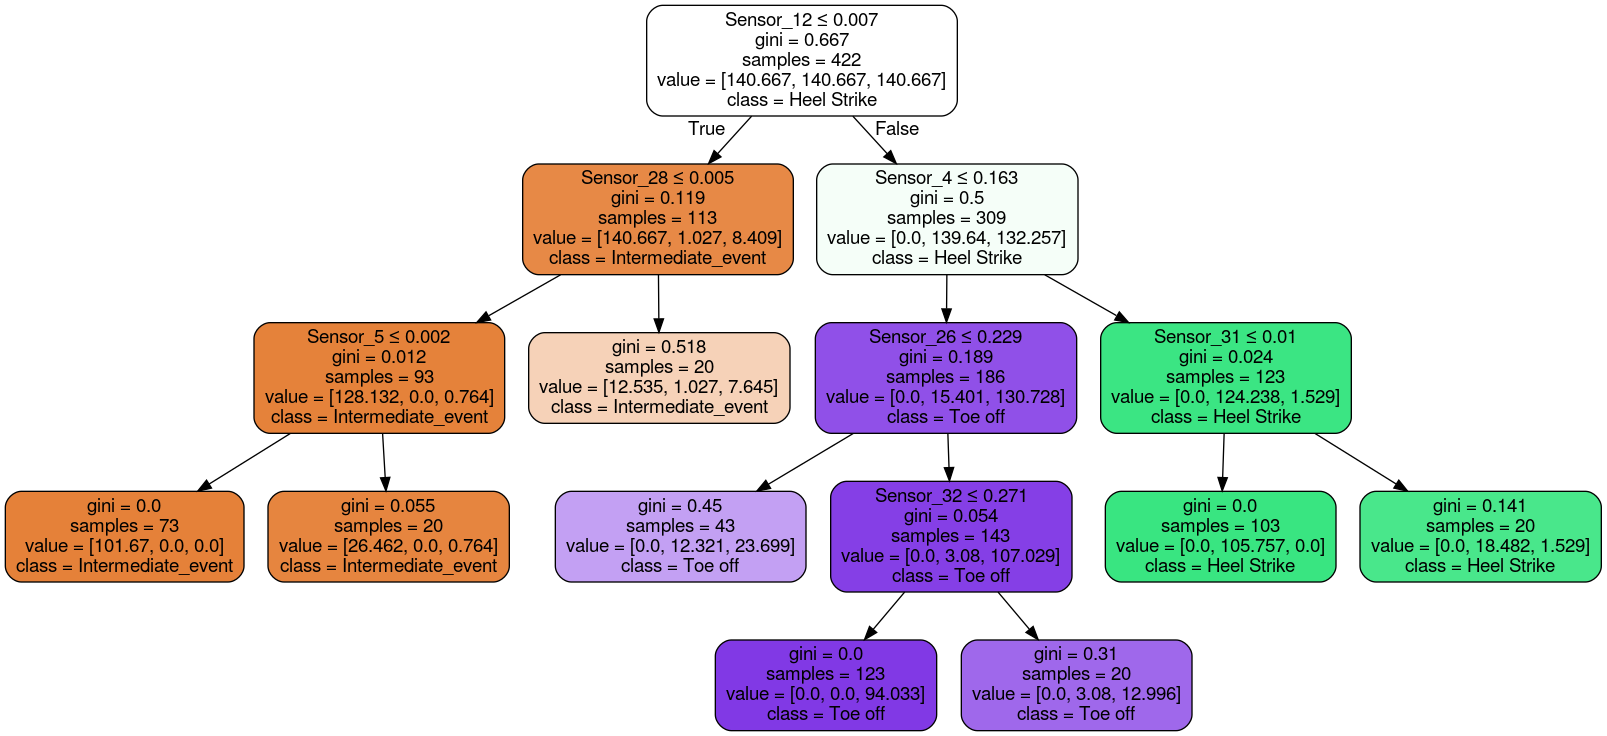 Sensor_12 ≤ 0.007
gini = 0.667
samples = 422
value = [140.667, 140.667, 140.667]
class = Heel Strike
True
False
Sensor_28 ≤ 0.005
gini = 0.119
samples = 113
value = [140.667, 1.027, 8.409]
class = Intermediate_event
Sensor_4 ≤ 0.163
gini = 0.5
samples = 309
value = [0.0, 139.64, 132.257]
class = Heel Strike
Sensor_5 ≤ 0.002
gini = 0.012
samples = 93
value = [128.132, 0.0, 0.764]
class = Intermediate_event
gini = 0.518
samples = 20
value = [12.535, 1.027, 7.645]
class = Intermediate_event
Sensor_26 ≤ 0.229
gini = 0.189
samples = 186
value = [0.0, 15.401, 130.728]
class = Toe off
Sensor_31 ≤ 0.01
gini = 0.024
samples = 123
value = [0.0, 124.238, 1.529]
class = Heel Strike
gini = 0.0
samples = 73
value = [101.67, 0.0, 0.0]
class = Intermediate_event
gini = 0.055
samples = 20
value = [26.462, 0.0, 0.764]
class = Intermediate_event
gini = 0.45
samples = 43
value = [0.0, 12.321, 23.699]
class = Toe off
Sensor_32 ≤ 0.271
gini = 0.054
samples = 143
value = [0.0, 3.08, 107.029]
class = Toe off
gini = 0.0
samples = 103
value = [0.0, 105.757, 0.0]
class = Heel Strike
gini = 0.141
samples = 20
value = [0.0, 18.482, 1.529]
class = Heel Strike
gini = 0.0
samples = 123
value = [0.0, 0.0, 94.033]
class = Toe off
gini = 0.31
samples = 20
value = [0.0, 3.08, 12.996]
class = Toe off